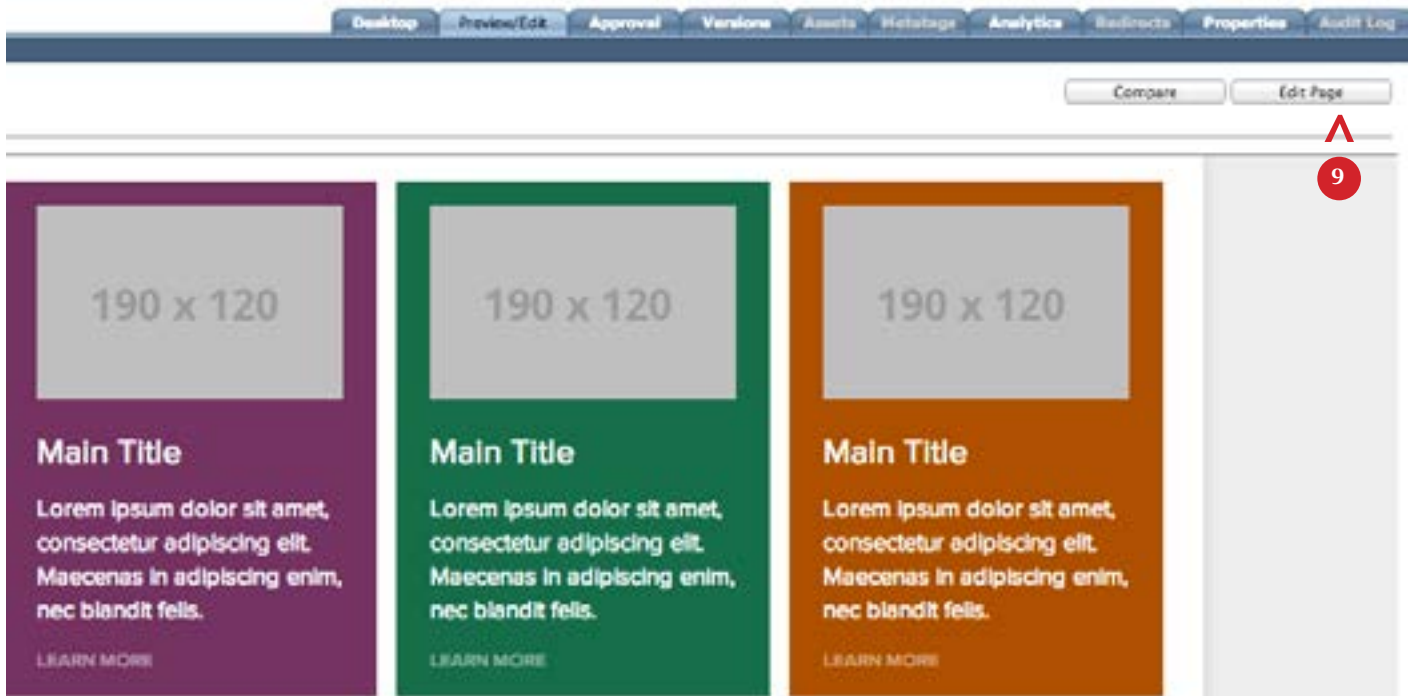 Desktop Preview/Edit Approval Versions Assets Metatags Analytics Redirects Properties Audit Log
Compare Edit Page
9
190 x 120 190 x 120 190 x 120
Main Title Main Title Main Title
Lorem ipsum dolor sit amet, Lorem ipsum dolor sit amet, Lorem ipsum dolor sit amet,
consectetur adipiscing elit. consectetur adipiscing elit. consectetur adipiscing elit.
Maecenas in adipiscing enim, Maecenas in adipiscing enim, Maecenas in adipiscing enim,
nec blandit felis. nec blandit felis. nec blandit felis.
LEARN MORE LEARN MORE LEARN MORE